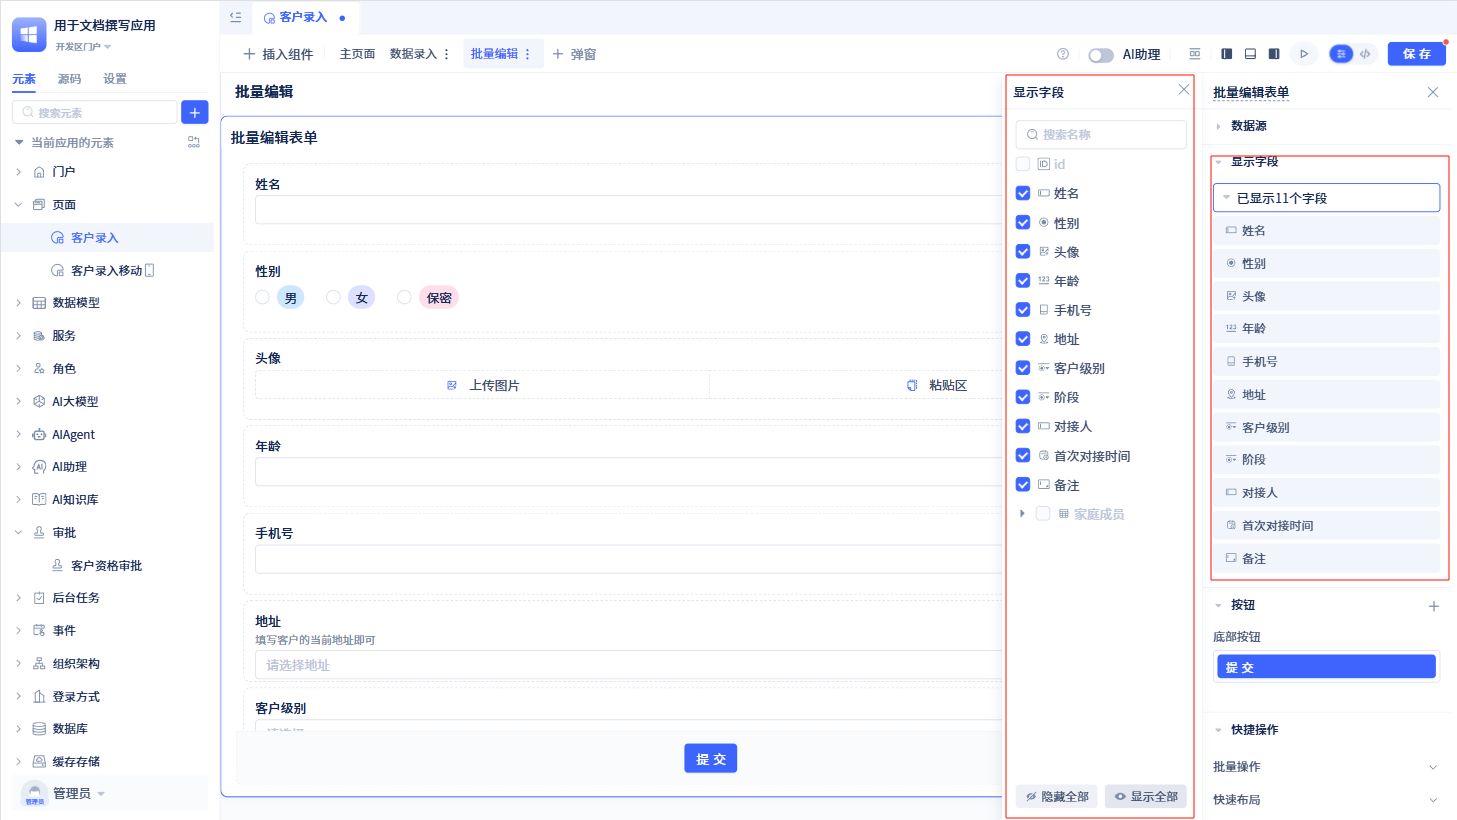 用于文档撰写应用
开发区门户
元素 源码 设置
搜索元素
当前应用的元素
门户
页面
客户录入
客户录入移动
数据模型
服务
角色
AI大模型
AIAgent
AI助理
AI知识库
审批
客户资格审批
后台任务
事件
组织架构
登录方式
数据库
缓存存储
管理员
管理员
客户录入
插入组件 主页面 数据录入 批量编辑 弹窗
AI助理
保存
批量编辑
批量编辑表单
姓名
性别
男 女 保密
头像
上传图片 粘贴区
年龄
手机号
地址
填写客户的当前地址即可
请选择地址
客户级别
提交
显示字段
搜索名称
id
姓名
性别
头像
年龄
手机号
地址
客户级别
阶段
对接人
首次对接时间
备注
家庭成员
隐藏全部 显示全部
批量编辑表单
数据源
显示字段
已显示11个字段
姓名
性别
头像
年龄
手机号
地址
客户级别
阶段
对接人
首次对接时间
备注
按钮
底部按钮
提交
快捷操作
批量操作
快速布局